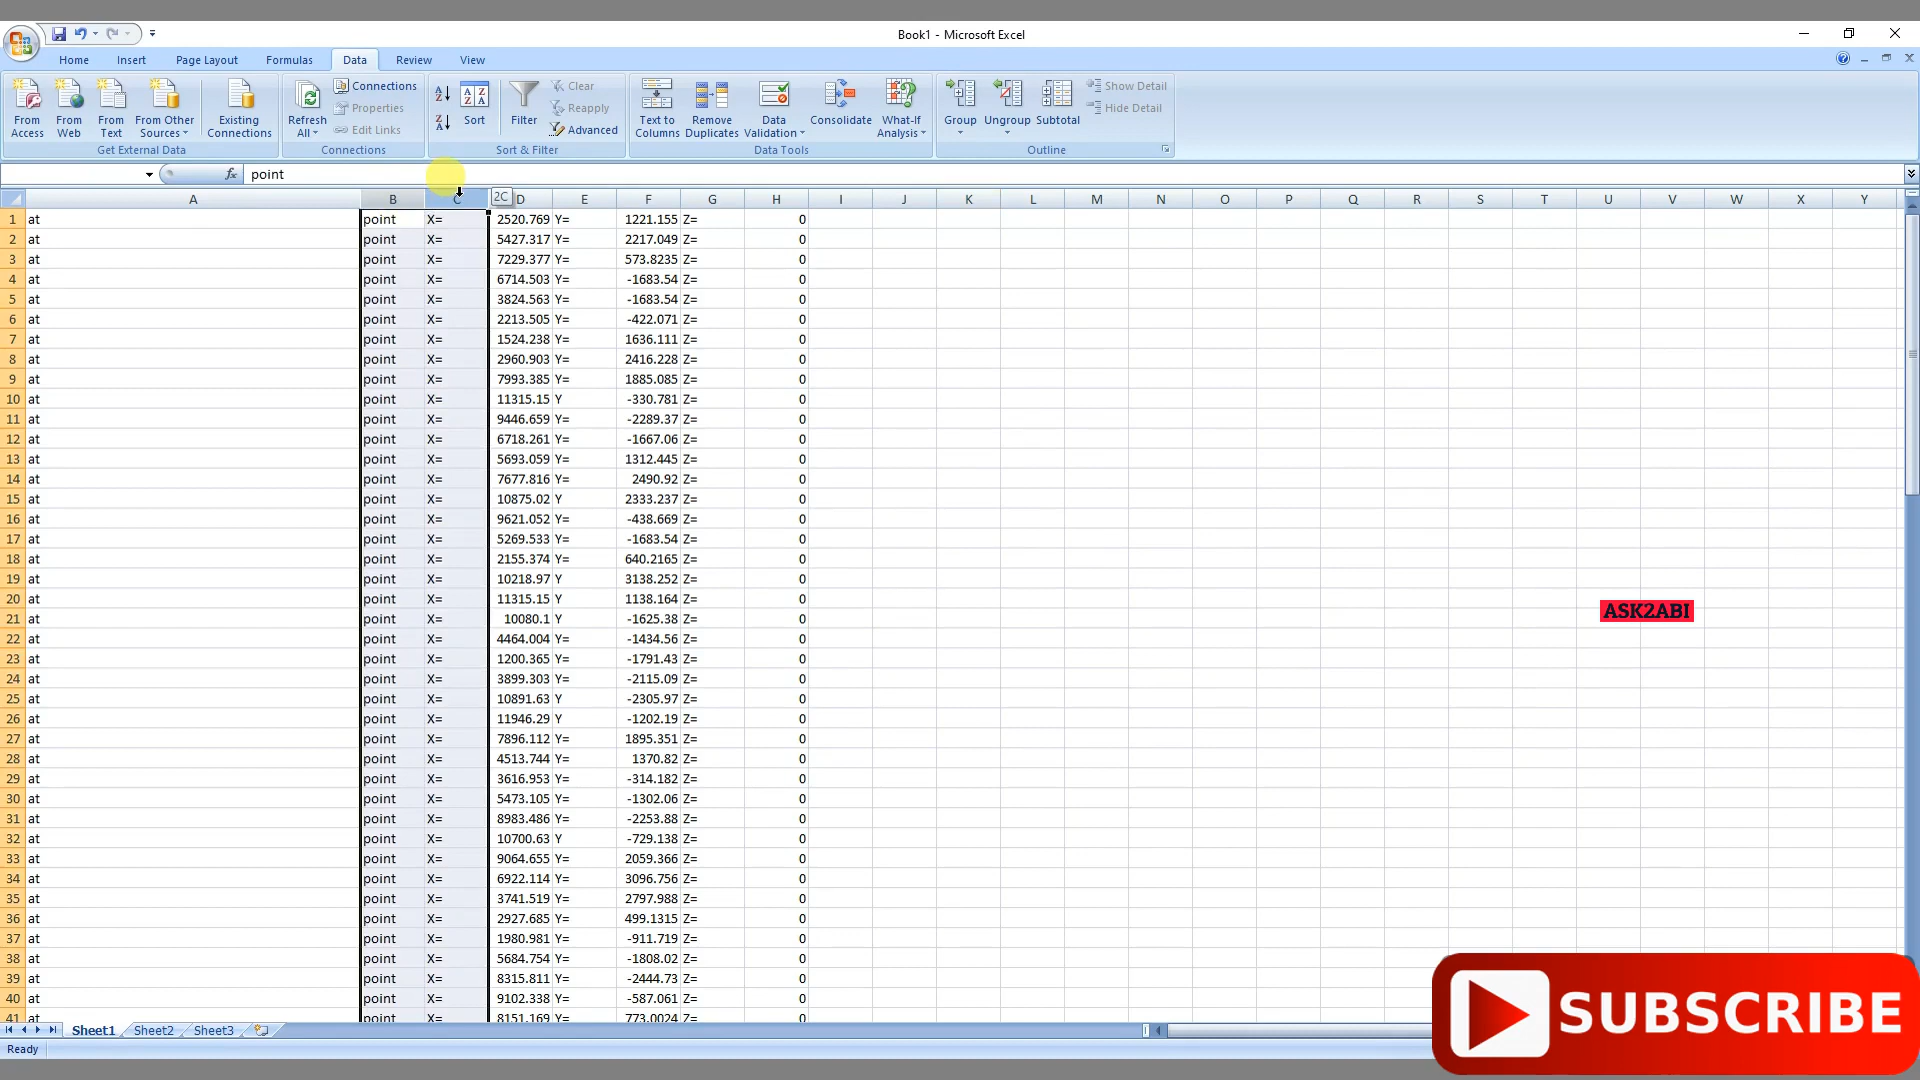 Book1 - Microsoft Excel
Home Insert Page Layout Formulas Data Review View
From Access
From Web
From Text
From Other Sources
Existing Connections
Get External Data
Refresh All
Connections
Properties
Edit Links
Connections
Sort
Filter
Clear
Reapply
Advanced
Sort & Filter
Text to Columns
Remove Duplicates
Data Validation
Consolidate
What-If Analysis
Data Tools
Group
Ungroup
Subtotal
Show Detail
Hide Detail
Outline
fx point
2C
A B C D E F G H I J K L M N O P Q R S T U V W X Y
1 at point X= 2520.769 Y= 1221.155 Z= 0
2 at point X= 5427.317 Y= 2217.049 Z= 0
3 at point X= 7229.377 Y= 573.8235 Z= 0
4 at point X= 6714.503 Y= -1683.54 Z= 0
5 at point X= 3824.563 Y= -1683.54 Z= 0
6 at point X= 2213.505 Y= -422.071 Z= 0
7 at point X= 1524.238 Y= 1636.111 Z= 0
8 at point X= 2960.903 Y= 2416.228 Z= 0
9 at point X= 7993.385 Y= 1885.085 Z= 0
10 at point X= 11315.15 Y -330.781 Z= 0
11 at point X= 9446.659 Y= -2289.37 Z= 0
12 at point X= 6718.261 Y= -1667.06 Z= 0
13 at point X= 5693.059 Y= 1312.445 Z= 0
14 at point X= 7677.816 Y= 2490.92 Z= 0
15 at point X= 10875.02 Y 2333.237 Z= 0
16 at point X= 9621.052 Y= -438.669 Z= 0
17 at point X= 5269.533 Y= -1683.54 Z= 0
18 at point X= 2155.374 Y= 640.2165 Z= 0
19 at point X= 10218.97 Y 3138.252 Z= 0
20 at point X= 11315.15 Y 1138.164 Z= 0
21 at point X= 10080.1 Y -1625.38 Z= 0
22 at point X= 4464.004 Y= -1434.56 Z= 0
23 at point X= 1200.365 Y= -1791.43 Z= 0
24 at point X= 3899.303 Y= -2115.09 Z= 0
25 at point X= 10891.63 Y -2305.97 Z= 0
26 at point X= 11946.29 Y -1202.19 Z= 0
27 at point X= 7896.112 Y= 1895.351 Z= 0
28 at point X= 4513.744 Y= 1370.82 Z= 0
29 at point X= 3616.953 Y= -314.182 Z= 0
30 at point X= 5473.105 Y= -1302.06 Z= 0
31 at point X= 8983.486 Y= -2253.88 Z= 0
32 at point X= 10700.63 Y -729.138 Z= 0
33 at point X= 9064.655 Y= 2059.366 Z= 0
34 at point X= 6922.114 Y= 3096.756 Z= 0
35 at point X= 3741.519 Y= 2797.988 Z= 0
36 at point X= 2927.685 Y= 499.1315 Z= 0
37 at point X= 1980.981 Y= -911.719 Z= 0
38 at point X= 5684.754 Y= -1808.02 Z= 0
39 at point X= 8315.811 Y= -2444.73 Z= 0
40 at point X= 9102.338 Y= -587.061 Z= 0
41 at point X= 8151.169 Y= 773.0024 Z= 0
ASK2ABI
Sheet1 Sheet2 Sheet3
Ready
SUBSCRIBE